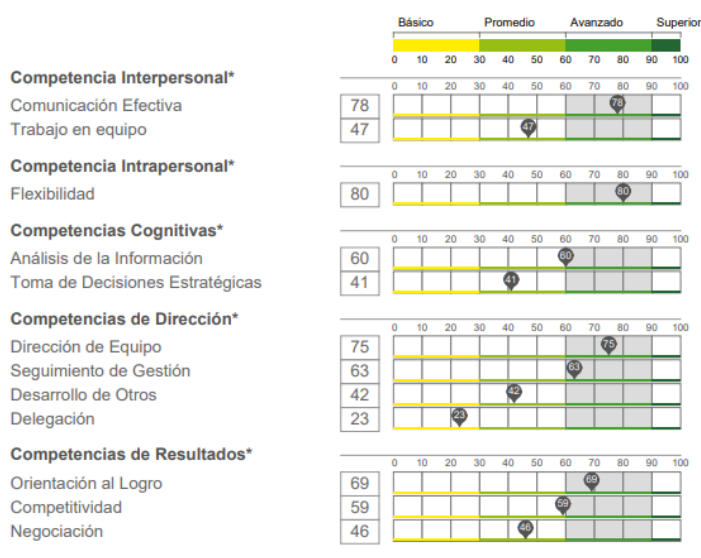 Básico Promedio Avanzado Superior
0 10 20 30 40 50 60 70 80 90 100
Competencia Interpersonal*
0 10 20 30 40 50 60 70 80 90 100
Comunicación Efectiva 78 78
Trabajo en equipo 47 47
Competencia Intrapersonal*
0 10 20 30 40 50 60 70 80 90 100
Flexibilidad 80 80
Competencias Cognitivas*
0 10 20 30 40 50 60 70 80 90 100
Análisis de la Información 60 60
Toma de Decisiones Estratégicas 41 41
Competencias de Dirección*
0 10 20 30 40 50 60 70 80 90 100
Dirección de Equipo 75 75
Seguimiento de Gestión 63 63
Desarrollo de Otros 42 42
Delegación 23 23
Competencias de Resultados*
0 10 20 30 40 50 60 70 80 90 100
Orientación al Logro 69 69
Competitividad 59 59
Negociación 46 46